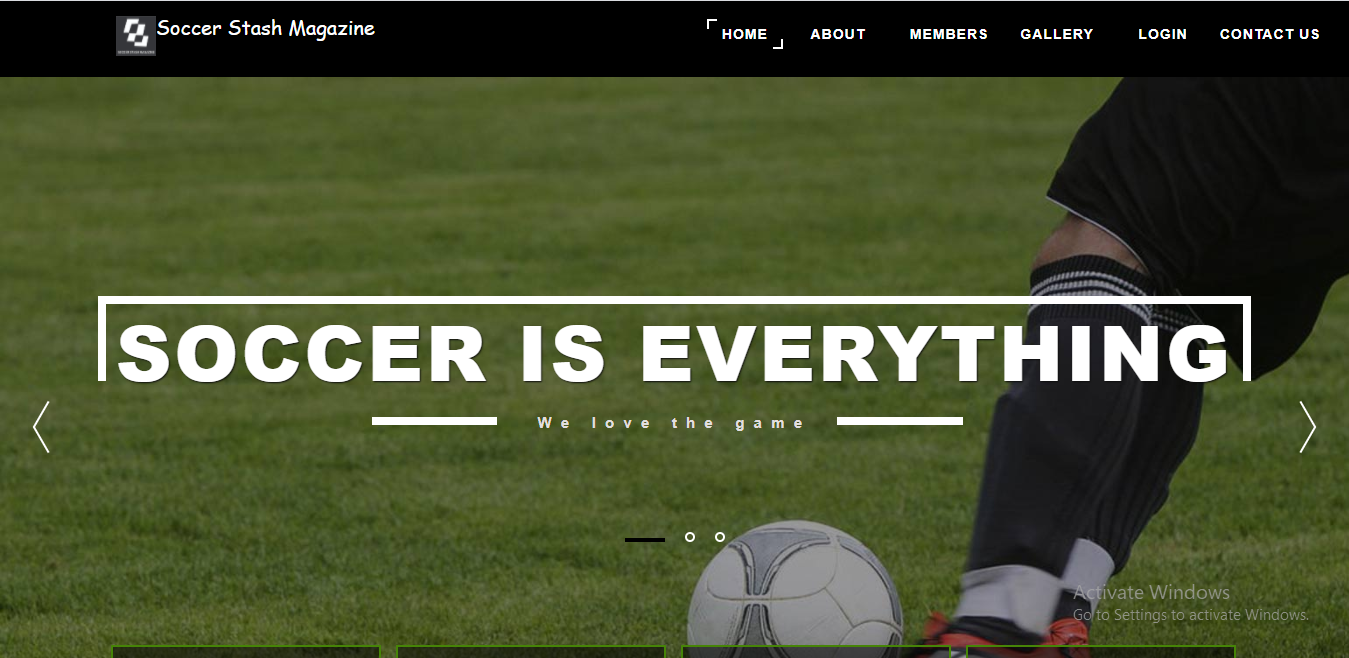 Soccer Stash Magazine
HOME ABOUT MEMBERS GALLERY LOGIN CONTACT US
SOCCER IS EVERYTHING
We love the game
Activate Windows
Go to Settings to activate Windows.